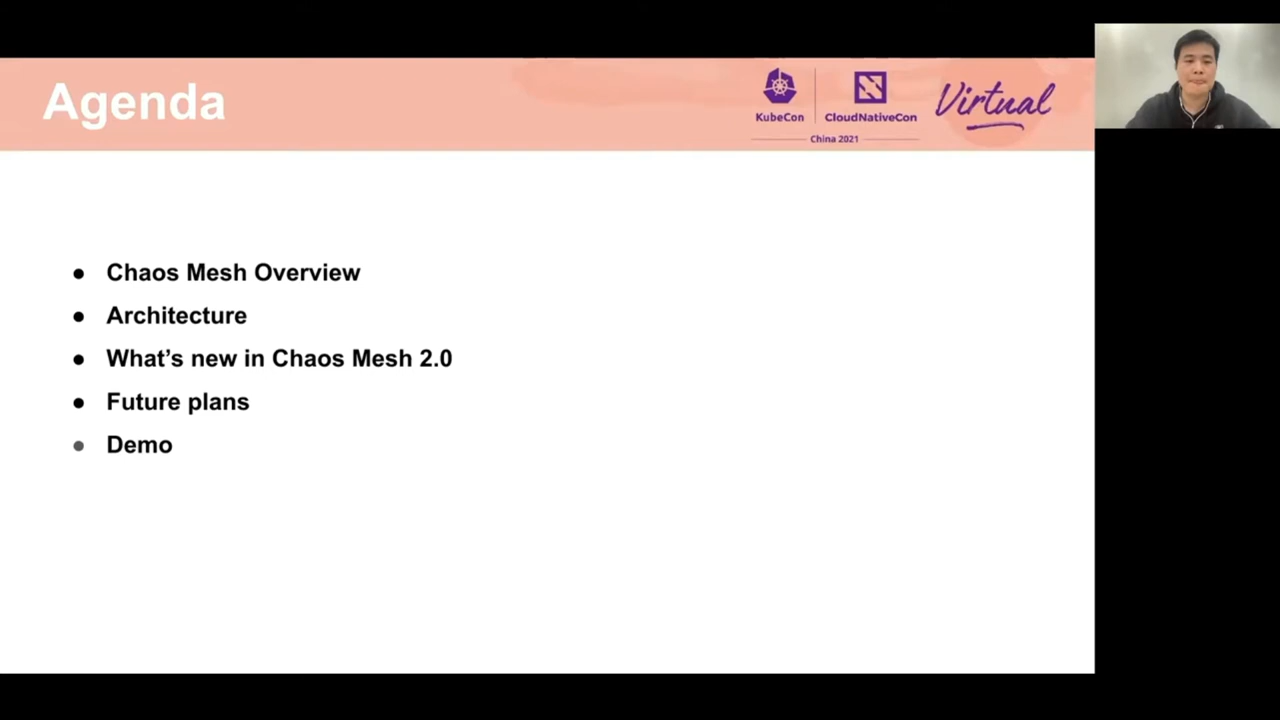 Agenda
KubeCon
CloudNativeCon
Virtual
China 2021
Chaos Mesh Overview
Architecture
What’s new in Chaos Mesh 2.0
Future plans
Demo